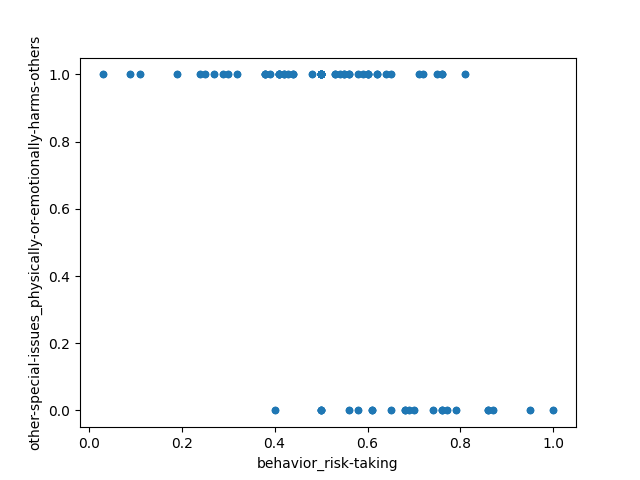 other-special-issues_physically-or-emotionally-harms-others
1.0
0.8
0.6
0.4
0.2
0.0
0.0 0.2 0.4 0.6 0.8 1.0
behavior_risk-taking